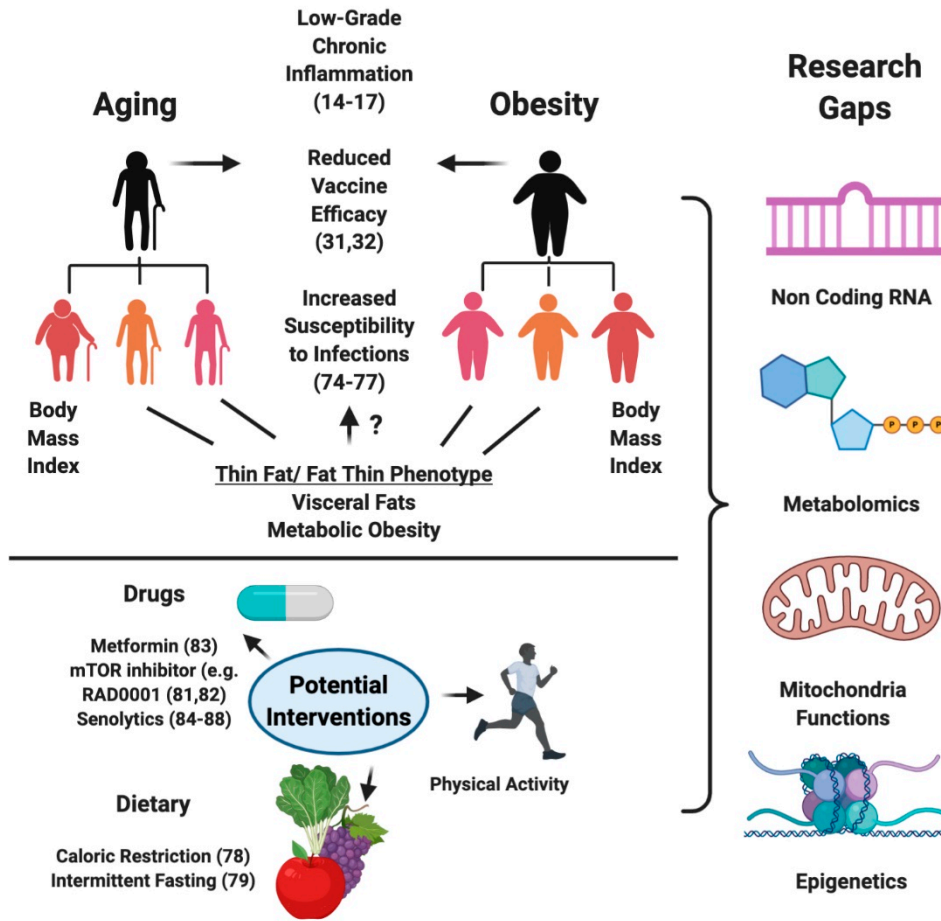 Low-Grade
Chronic
Inflammation
(14-17)
Aging
Obesity
Research
Gaps
Reduced
Vaccine
Efficacy
(31,32)
Increased
Susceptibility
to Infections
(74-77)
?
Body
Mass
Index
Body
Mass
Index
Thin Fat/ Fat Thin Phenotype
Visceral Fats
Metabolic Obesity
Non Coding RNA
P P P
Metabolomics
Mitochondria
Functions
Epigenetics
Drugs
Metformin (83)
mTOR inhibitor (e.g.
RAD0001 (81,82)
Senolytics (84-88)
Potential
Interventions
Physical Activity
Dietary
Caloric Restriction (78)
Intermittent Fasting (79)